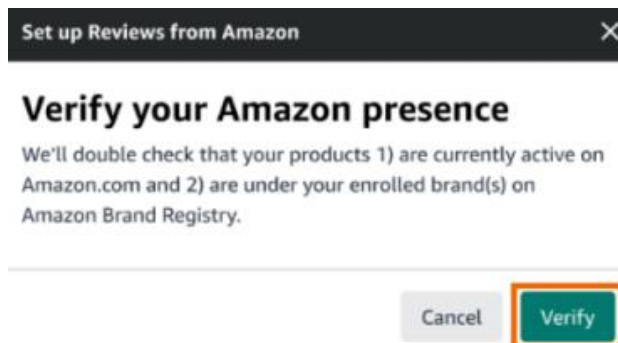 Set up Reviews from Amazon
Verify your Amazon presence
We'll double check that your products 1) are currently active on
Amazon.com and 2) are under your enrolled brand(s) on
Amazon Brand Registry.
Cancel
Verify